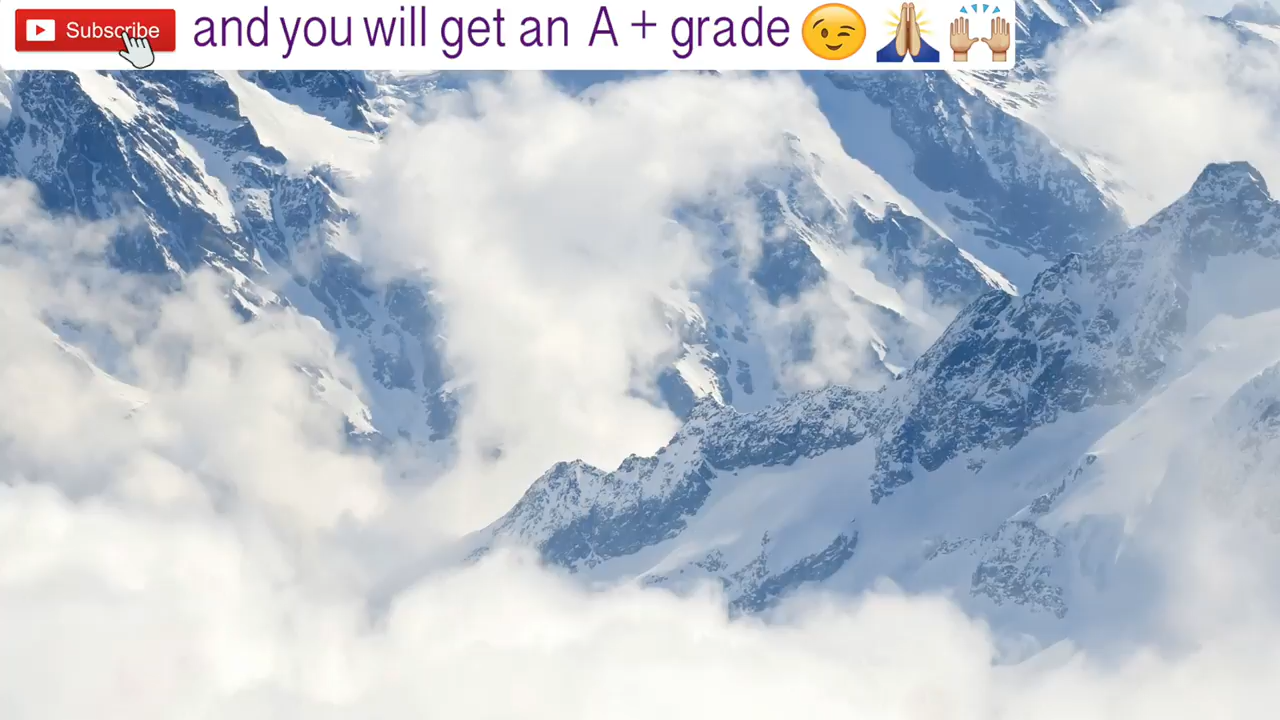 Subscribe and you will get an A + grade 😉 🙏 🙌